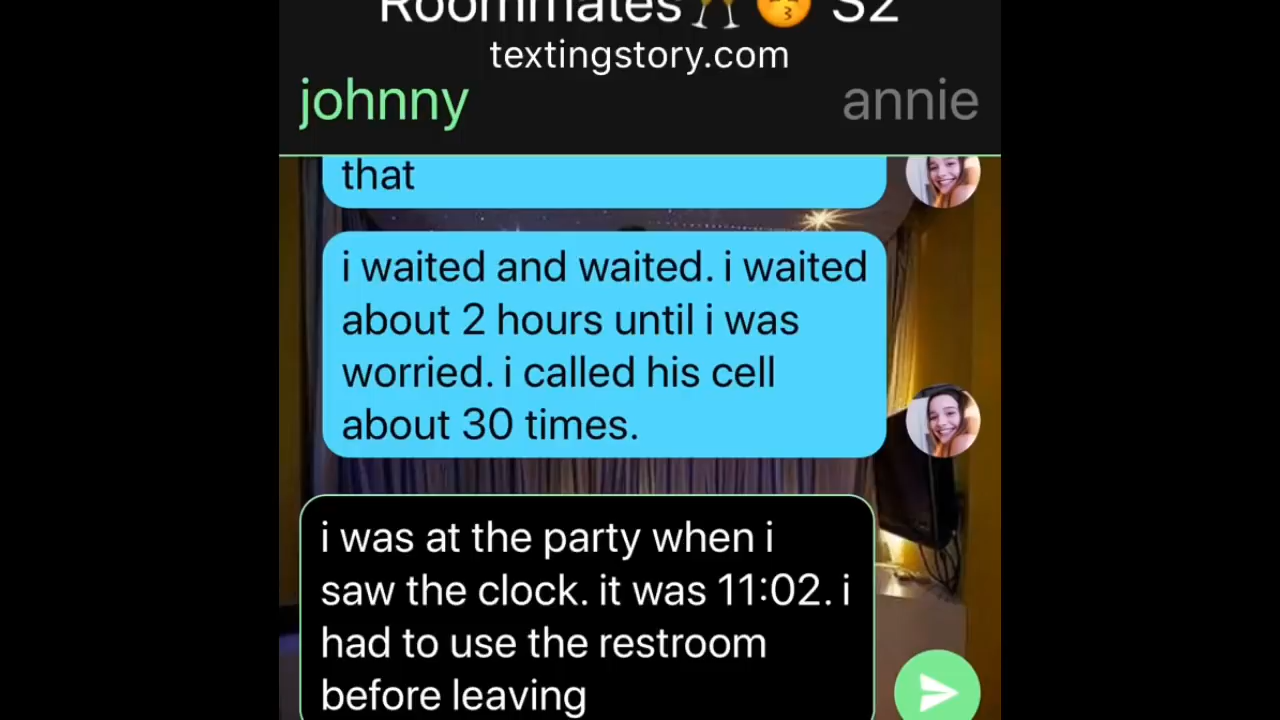 Roommates🥂😚 S2
textingstory.com
johnny annie
that
i waited and waited. i waited
about 2 hours until i was
worried. i called his cell
about 30 times.
i was at the party when i
saw the clock. it was 11:02. i
had to use the restroom
before leaving